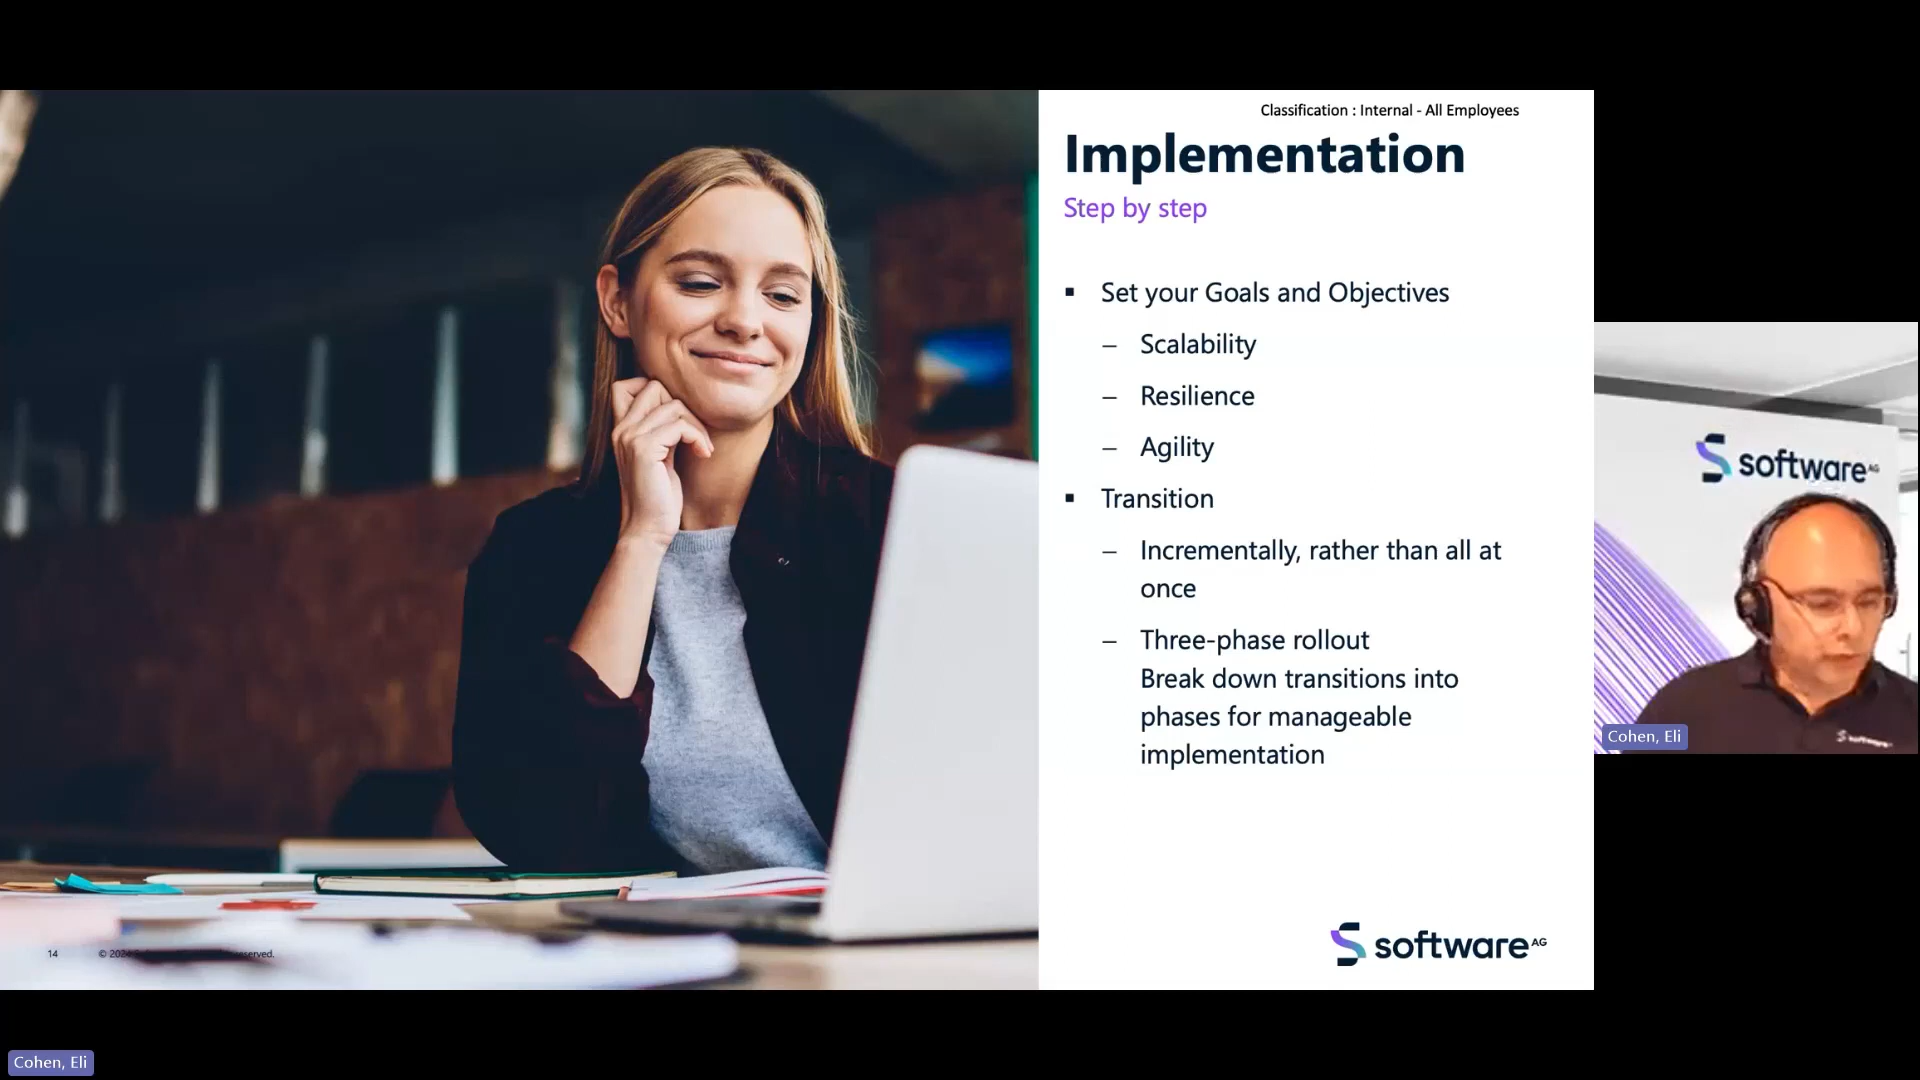 Classification : Internal - All Employees
Implementation
Step by step
▪ Set your Goals and Objectives
– Scalability
– Resilience
– Agility
▪ Transition
– Incrementally, rather than all at
once
– Three-phase rollout
Break down transitions into
phases for manageable
implementation
software AG
software AG
software
Cohen, Eli
14
©
Cohen, Eli